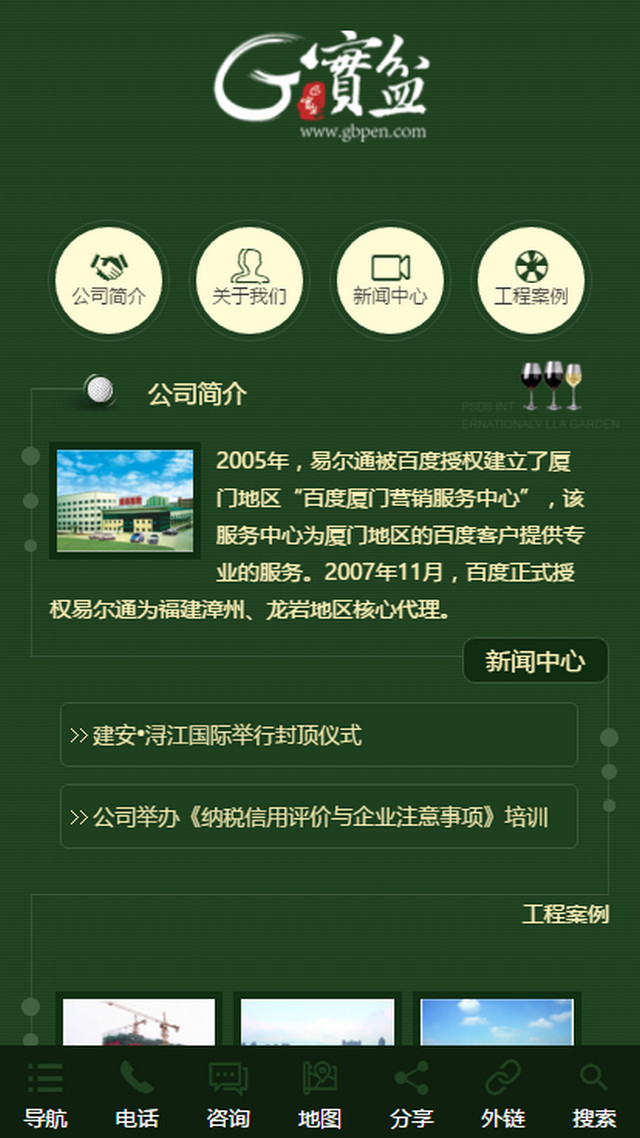 實盆
www.gbpen.com
公司简介
关于我们
新闻中心
工程案例
公司简介
PSD8 INT
ERNATIONALV LLA GARDEN
2005年，易尔通被百度授权建立了厦
门地区“百度厦门营销服务中心”，该
服务中心为厦门地区的百度客户提供专
业的服务。2007年11月，百度正式授
权易尔通为福建漳州、龙岩地区核心代理。
新闻中心
>> 建安•浔江国际举行封顶仪式
>> 公司举办《纳税信用评价与企业注意事项》培训
工程案例
导航
电话
咨询
地图
分享
外链
搜索